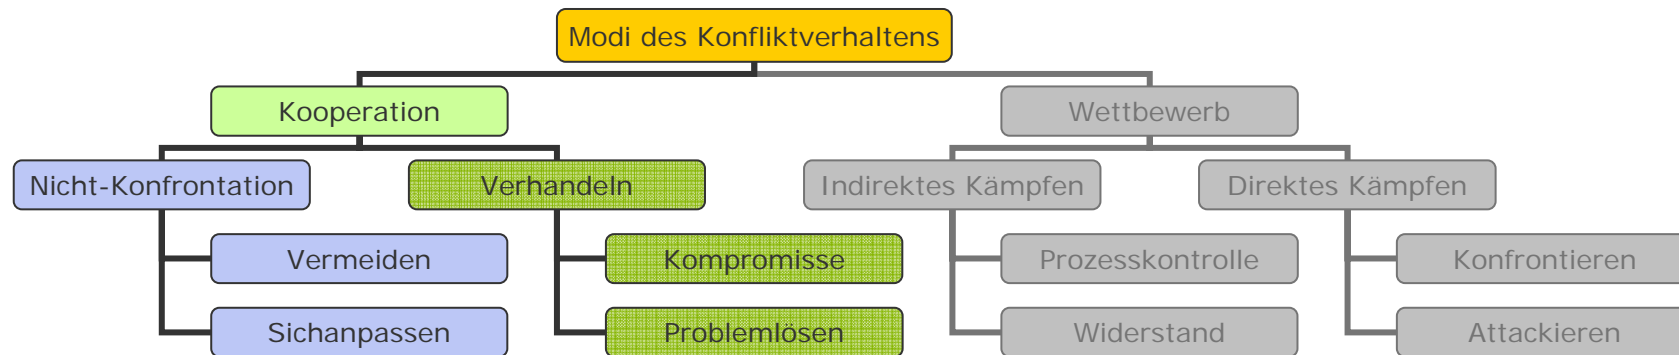 Modi des Konfliktverhaltens
Kooperation
Wettbewerb
Nicht-Konfrontation
Verhandeln
Indirektes Kämpfen
Direktes Kämpfen
Vermeiden
Kompromisse
Prozesskontrolle
Konfrontieren
Sichanpassen
Problemlösen
Widerstand
Attackieren